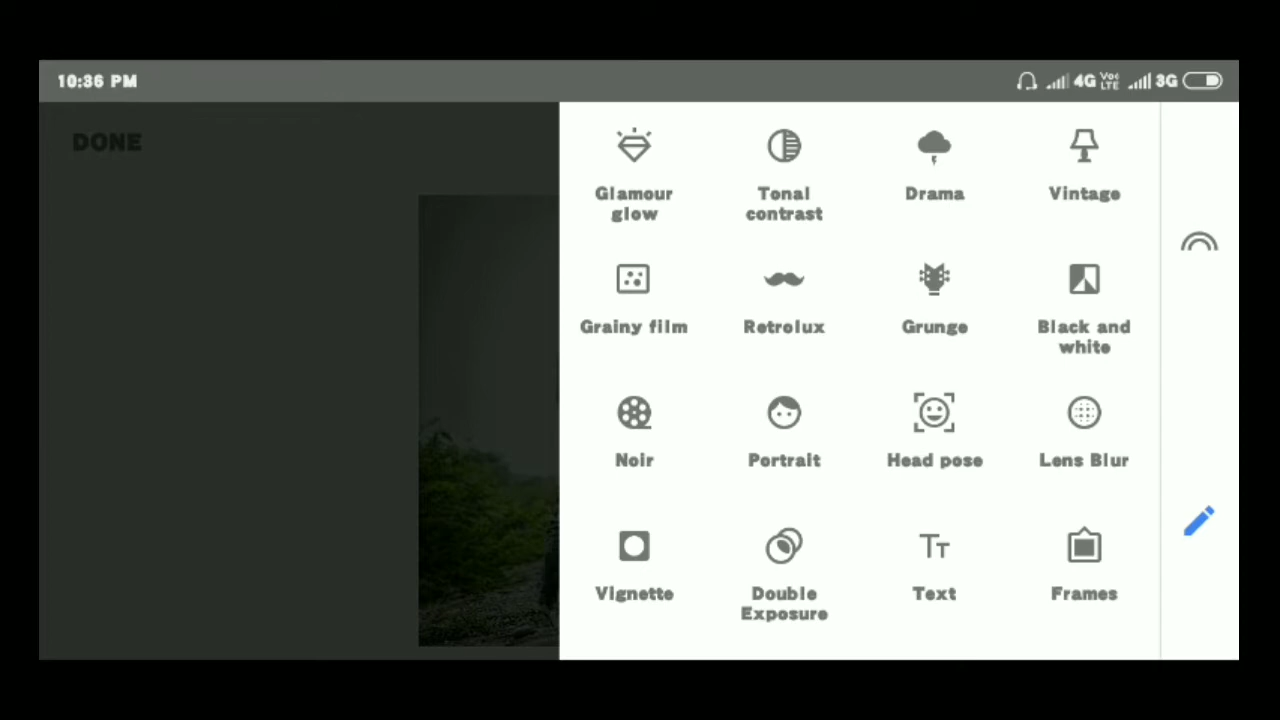 10:36 PM
4G Vo LTE 3G
DONE
Glamour glow
Tonal contrast
Drama
Vintage
Grainy film
Retrolux
Grunge
Black and white
Noir
Portrait
Head pose
Lens Blur
Vignette
Double Exposure
Text
Frames